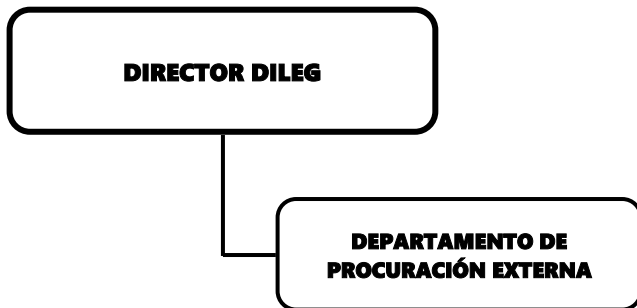 DIRECTOR DILEG
DEPARTAMENTO DE
PROCURACIÓN EXTERNA